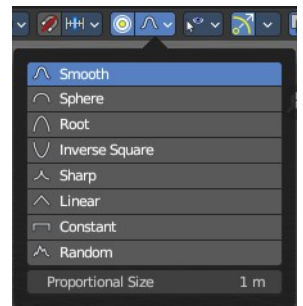 Smooth
Sphere
Root
Inverse Square
Sharp
Linear
Constant
Random
Proportional Size 1 m